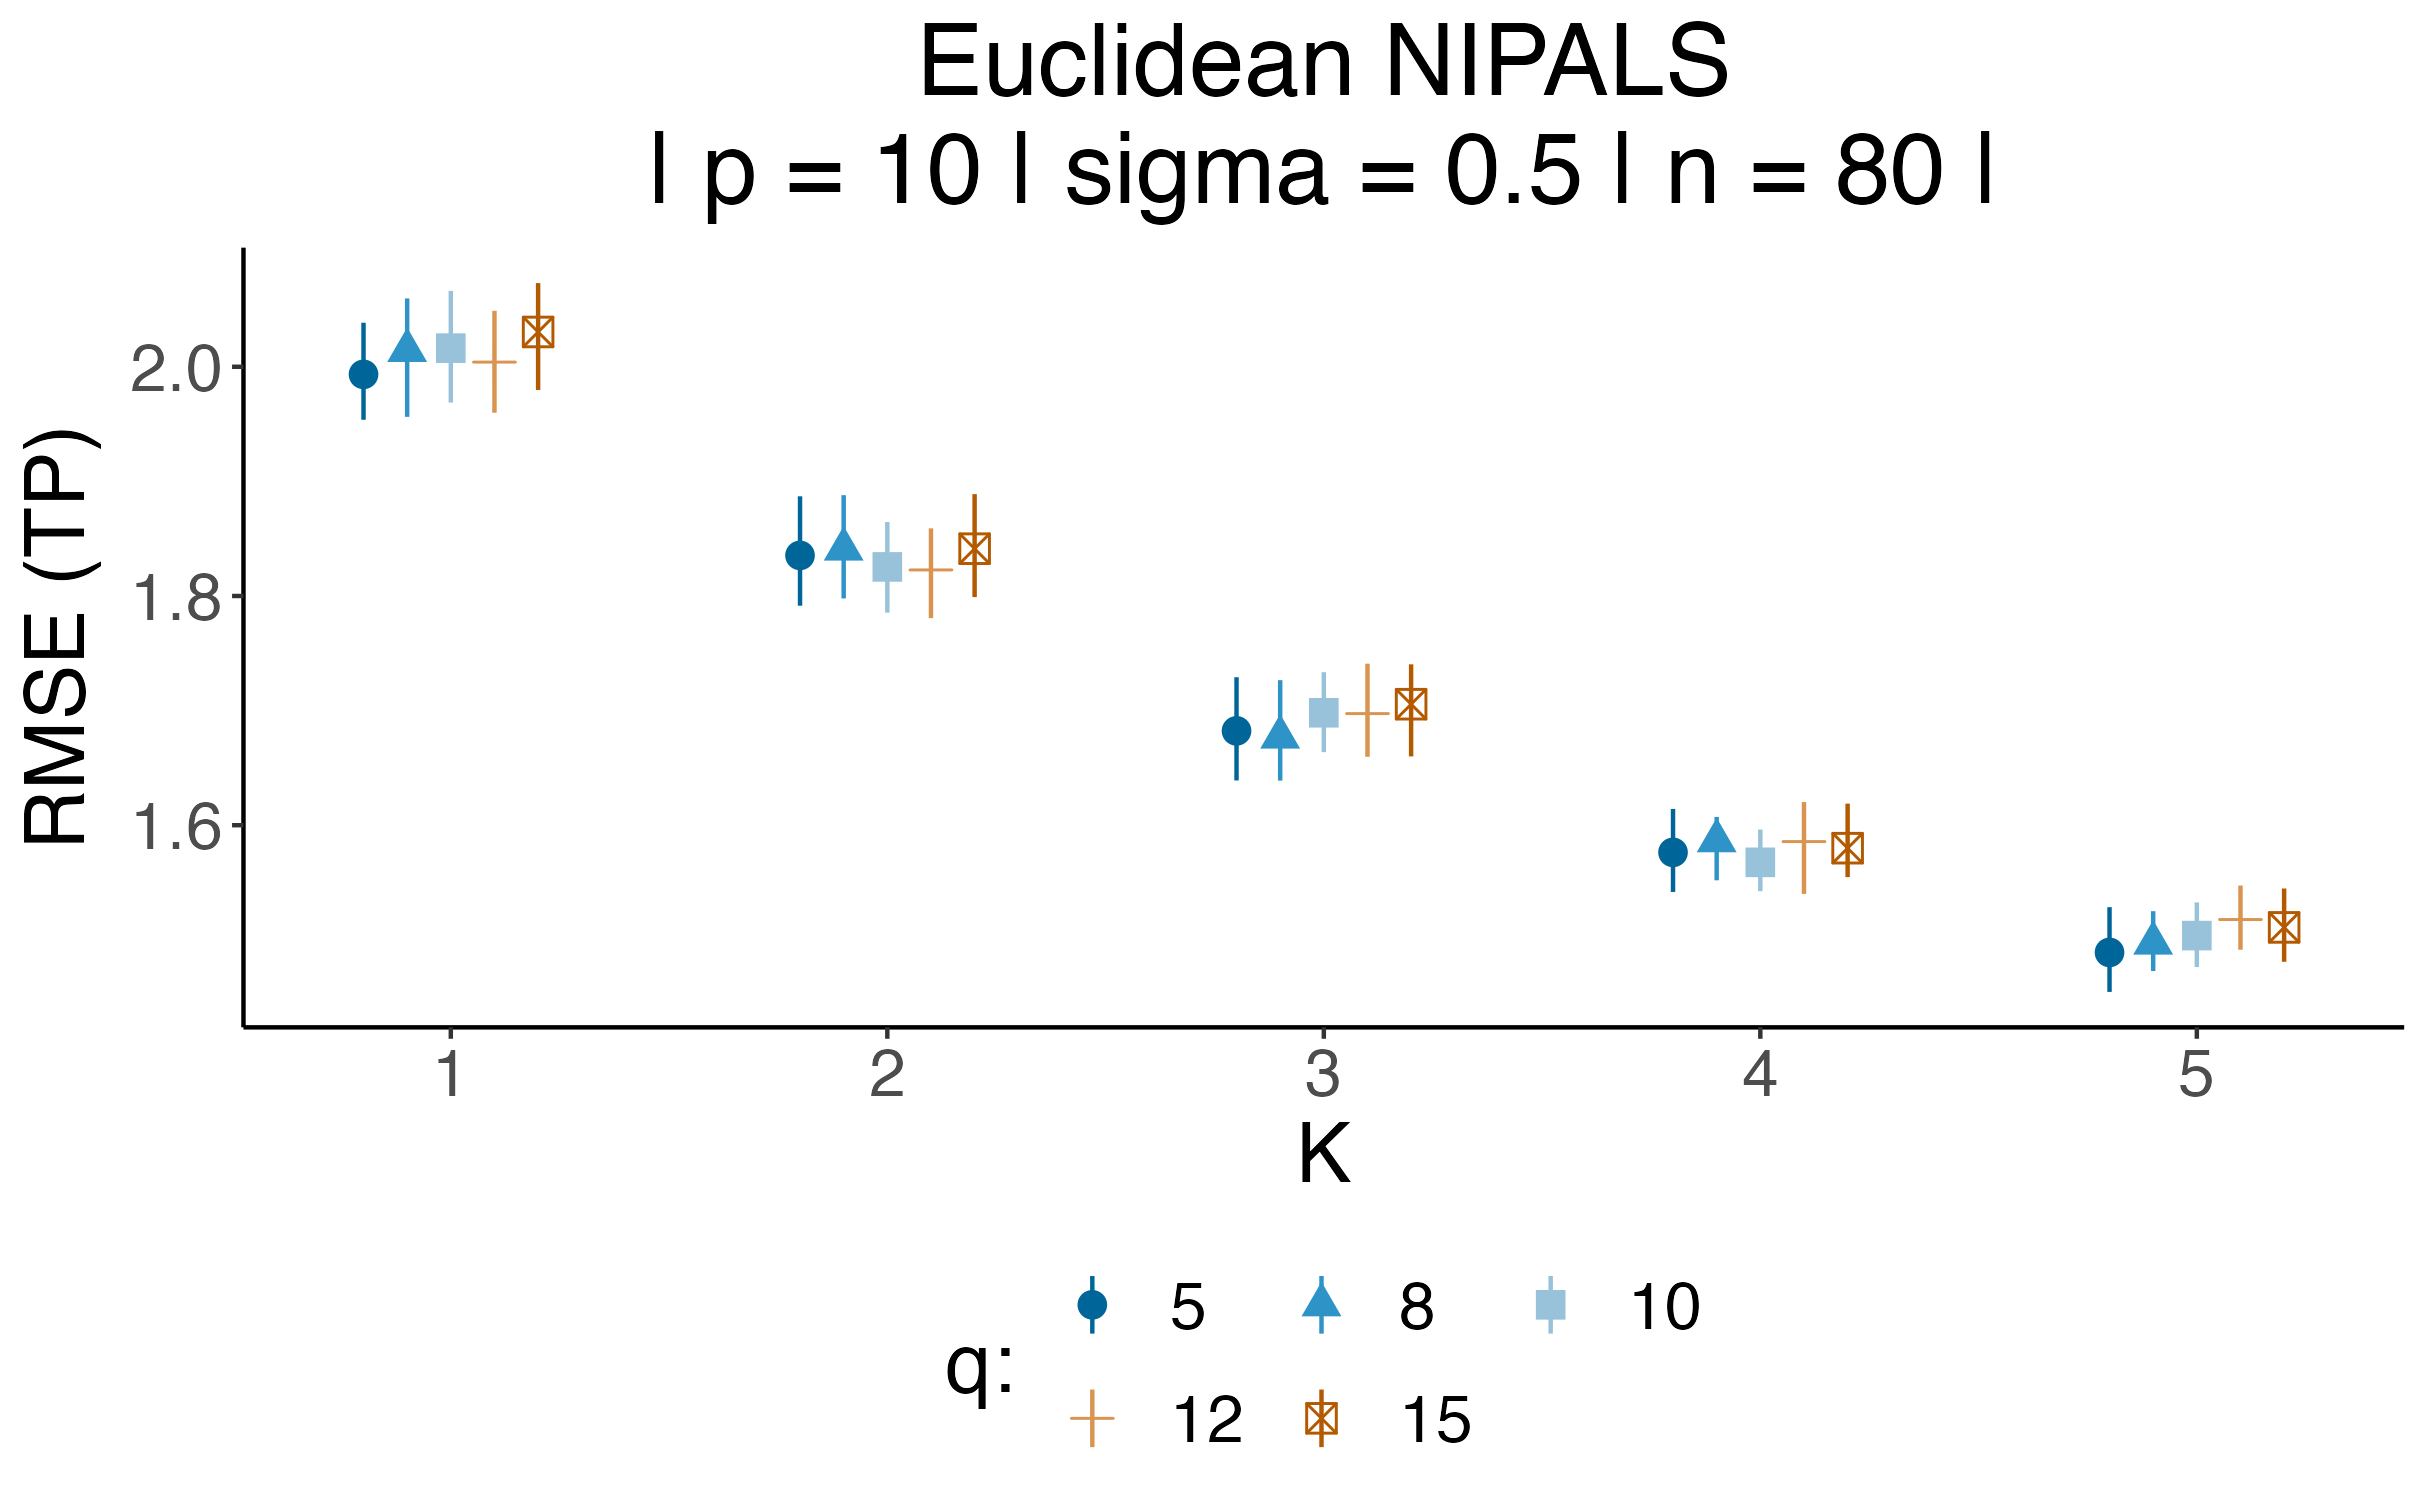 Euclidean NIPALS
| p = 10 | sigma = 0.5 | n = 80 |
RMSE (TP)
2.0
1.8
1.6
1 2 3 4 5
K
q:
5 8 10
12 15